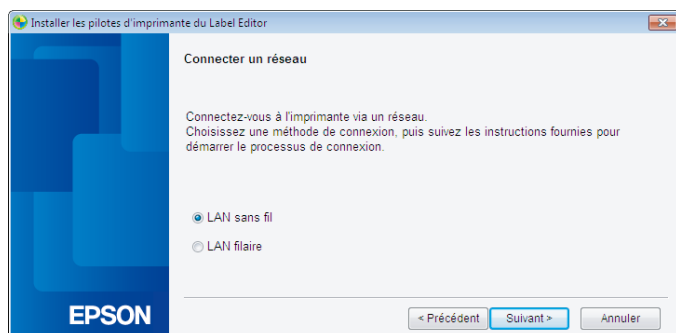 Installer les pilotes d'imprimante du Label Editor
Connecter un réseau
Connectez-vous à l'imprimante via un réseau.
Choisissez une méthode de connexion, puis suivez les instructions fournies pour
démarrer le processus de connexion.
LAN sans fil
LAN filaire
EPSON
< Précédent
Suivant >
Annuler